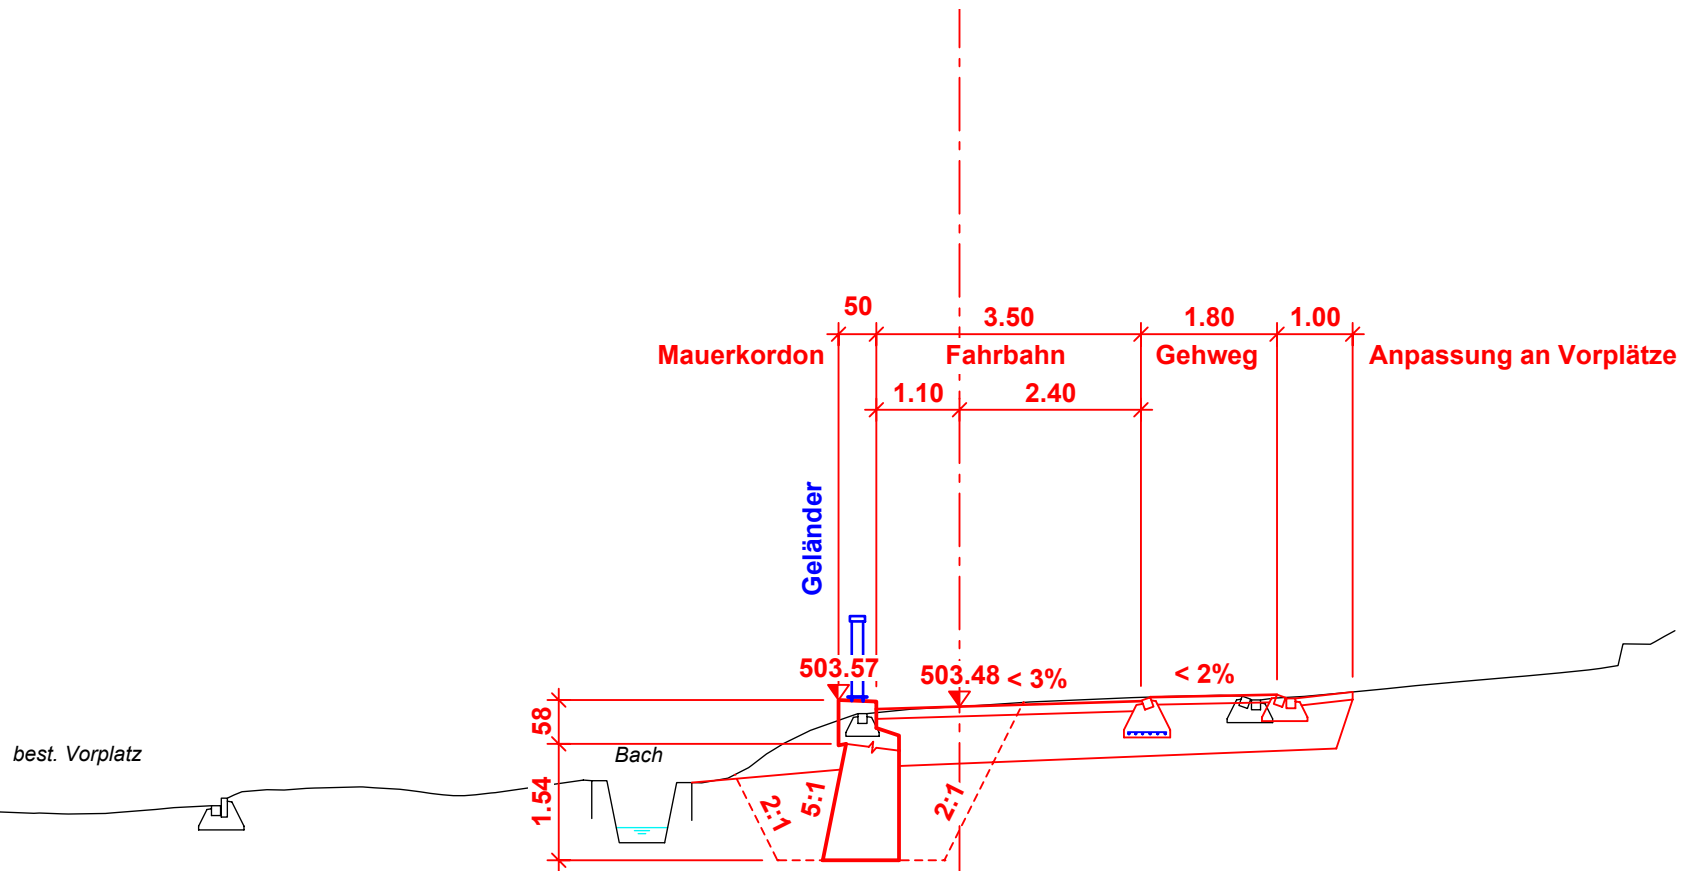 50
3.50
1.80
1.00
Mauerkordon
Fahrbahn
Gehweg
Anpassung an Vorplätze
1.10
2.40
Geländer
503.57
503.48
< 3%
< 2%
58
best. Vorplatz
Bach
1.54
2:1
5:1
2:1